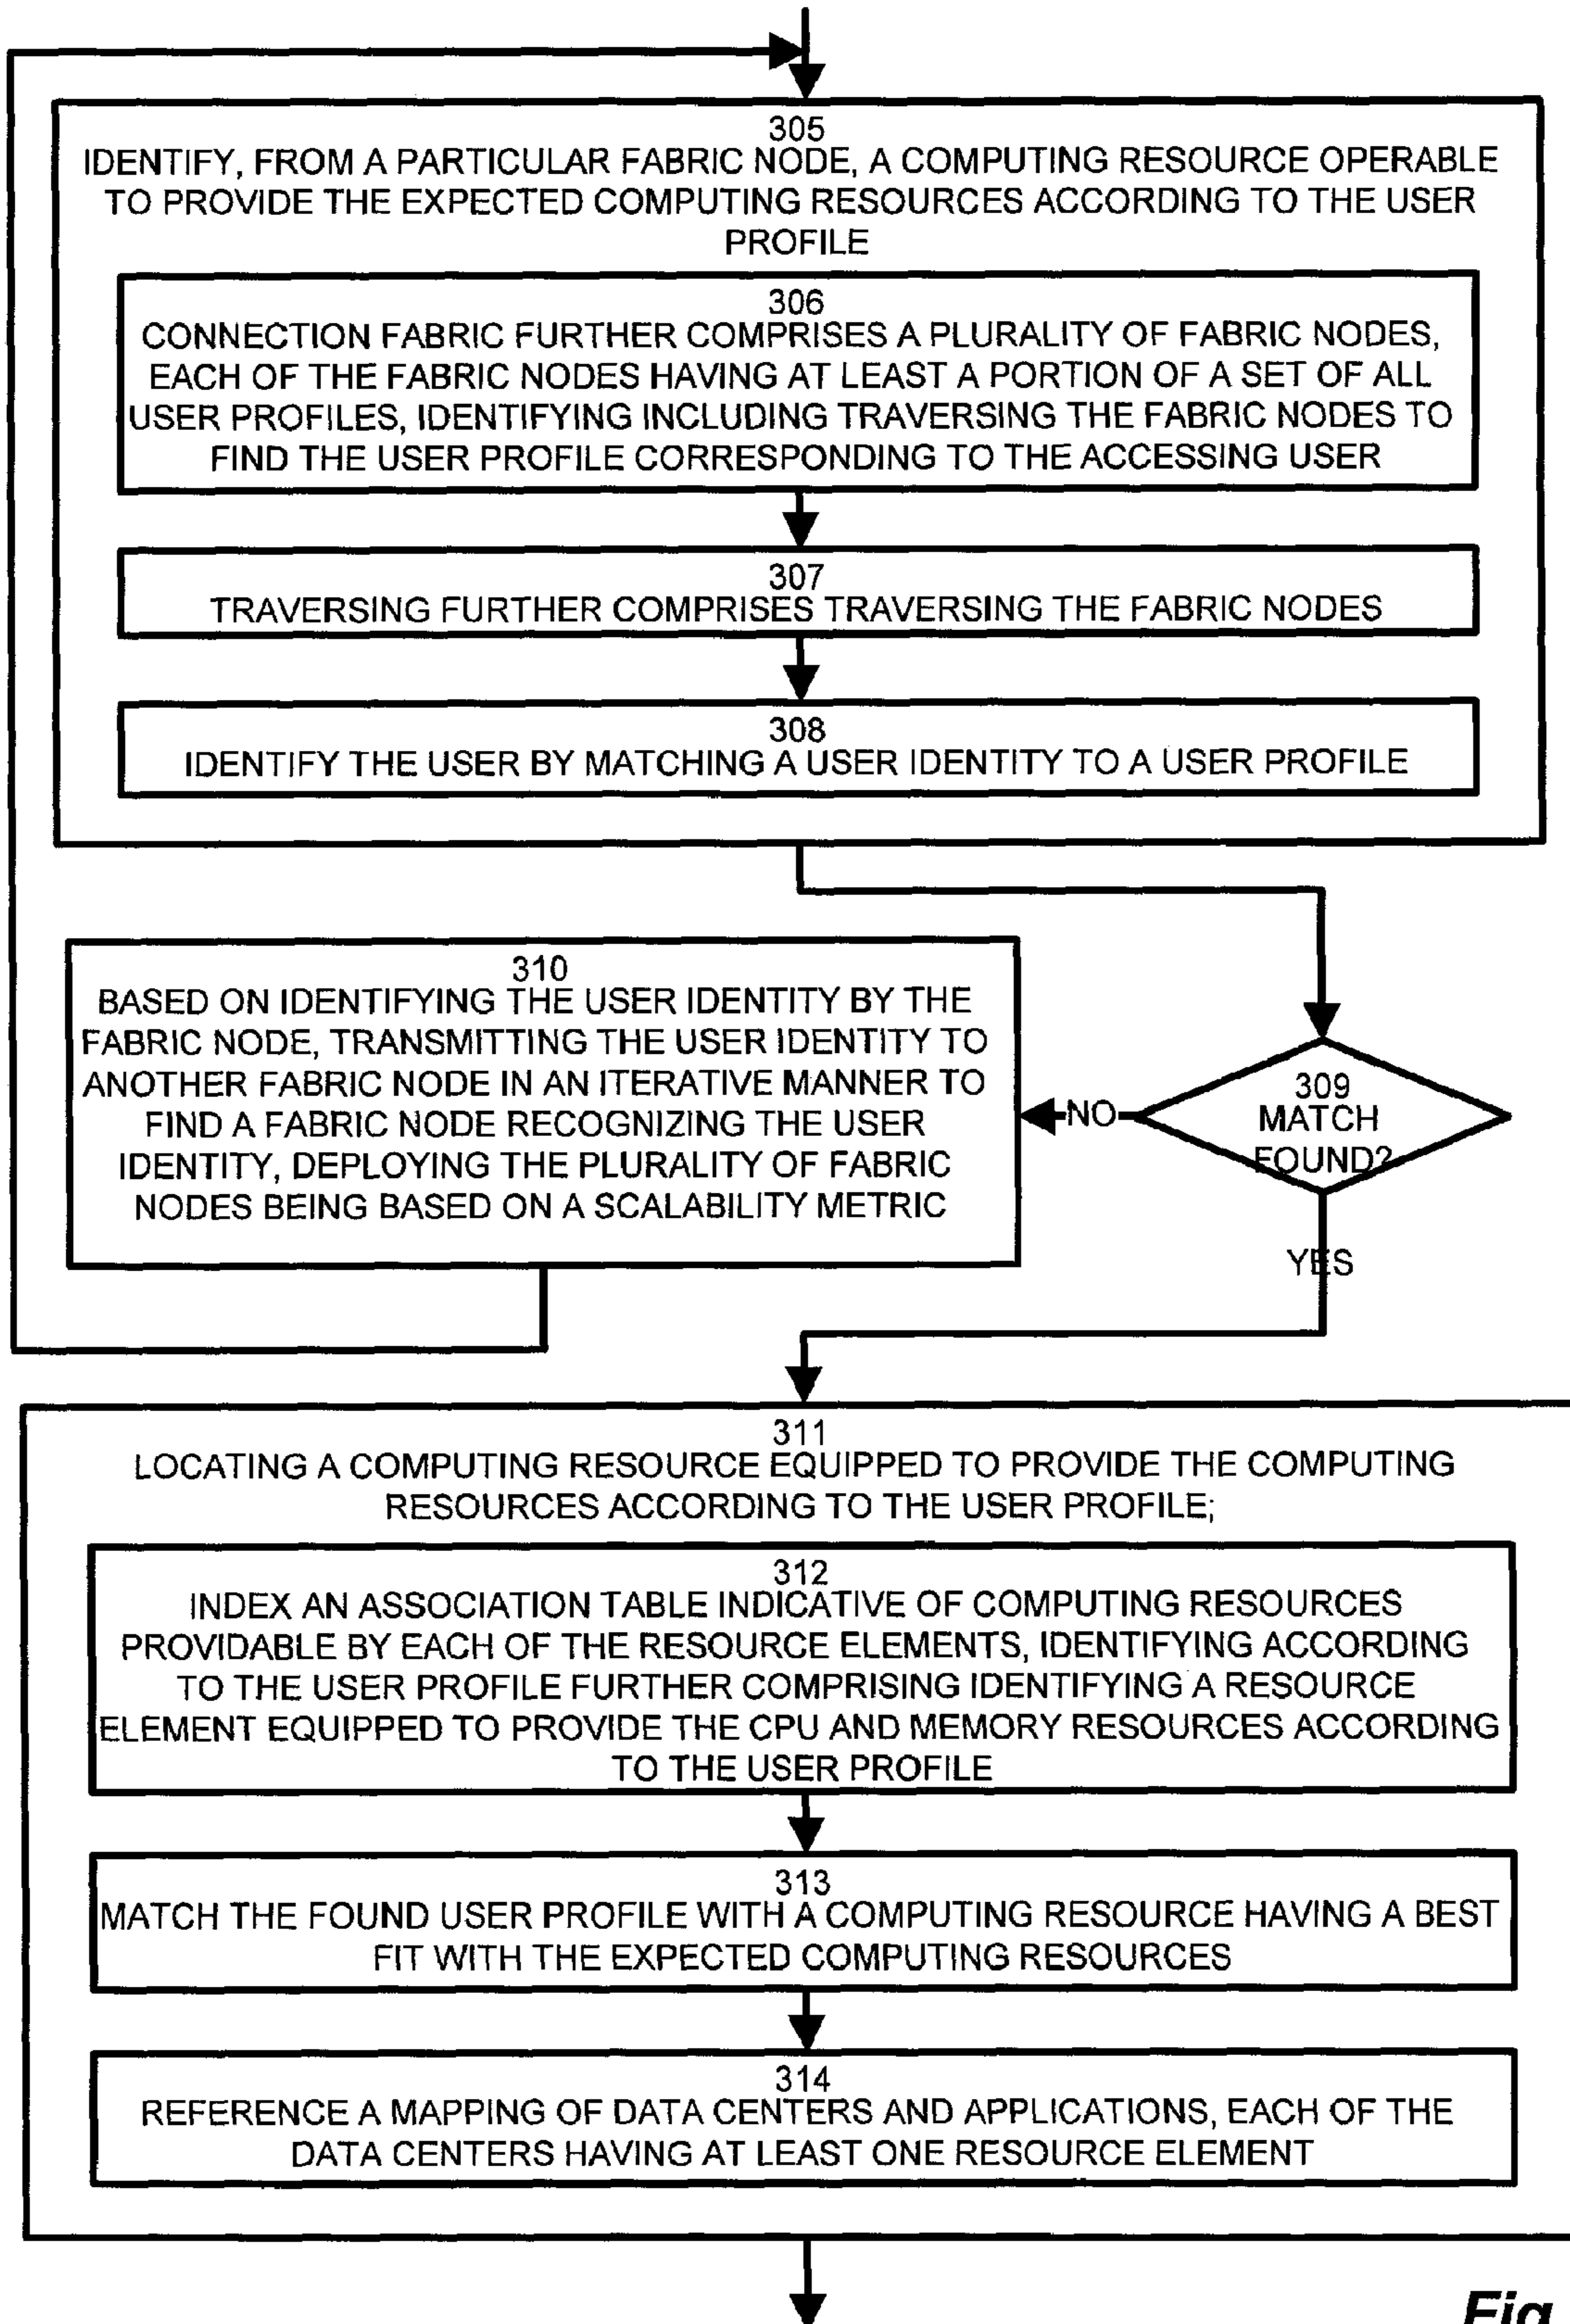 305
IDENTIFY, FROM A PARTICULAR FABRIC NODE, A COMPUTING RESOURCE OPERABLE
TO PROVIDE THE EXPECTED COMPUTING RESOURCES ACCORDING TO THE USER
PROFILE
306
CONNECTION FABRIC FURTHER COMPRISES A PLURALITY OF FABRIC NODES,
EACH OF THE FABRIC NODES HAVING AT LEAST A PORTION OF A SET OF ALL
USER PROFILES, IDENTIFYING INCLUDING TRAVERSING THE FABRIC NODES TO
FIND THE USER PROFILE CORRESPONDING TO THE ACCESSING USER
307
TRAVERSING FURTHER COMPRISES TRAVERSING THE FABRIC NODES
308
IDENTIFY THE USER BY MATCHING A USER IDENTITY TO A USER PROFILE
310
BASED ON IDENTIFYING THE USER IDENTITY BY THE
FABRIC NODE, TRANSMITTING THE USER IDENTITY TO
ANOTHER FABRIC NODE IN AN ITERATIVE MANNER TO
FIND A FABRIC NODE RECOGNIZING THE USER
IDENTITY, DEPLOYING THE PLURALITY OF FABRIC
NODES BEING BASED ON A SCALABILITY METRIC
NO
309
MATCH
FOUND?
YES
311
LOCATING A COMPUTING RESOURCE EQUIPPED TO PROVIDE THE COMPUTING
RESOURCES ACCORDING TO THE USER PROFILE;
312
INDEX AN ASSOCIATION TABLE INDICATIVE OF COMPUTING RESOURCES
PROVIDABLE BY EACH OF THE RESOURCE ELEMENTS, IDENTIFYING ACCORDING
TO THE USER PROFILE FURTHER COMPRISING IDENTIFYING A RESOURCE
ELEMENT EQUIPPED TO PROVIDE THE CPU AND MEMORY RESOURCES ACCORDING
TO THE USER PROFILE
313
MATCH THE FOUND USER PROFILE WITH A COMPUTING RESOURCE HAVING A BEST
FIT WITH THE EXPECTED COMPUTING RESOURCES
314
REFERENCE A MAPPING OF DATA CENTERS AND APPLICATIONS, EACH OF THE
DATA CENTERS HAVING AT LEAST ONE RESOURCE ELEMENT
Fig